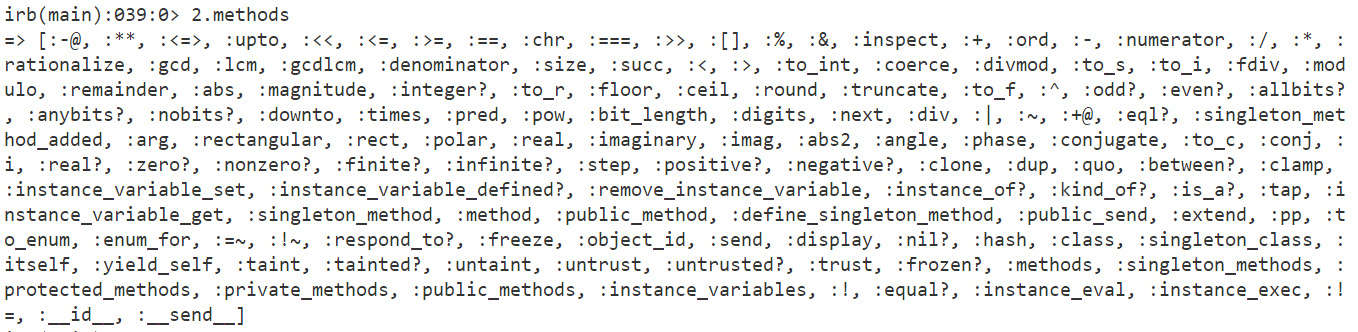 irb(main):039:0> 2.methods
=> [:-@, :**, :<=>, :upto, :<<, :<=, :>=, :==, :chr, :===, :>>, :[], :%, :&, :inspect, :+, :ord, :-, :numerator, :/, :*, :
rationalize, :gcd, :lcm, :gcdlcm, :denominator, :size, :succ, :<, :>, :to_int, :coerce, :divmod, :to_s, :to_i, :fdiv, :mod
ulo, :remainder, :abs, :magnitude, :integer?, :to_r, :floor, :ceil, :round, :truncate, :to_f, :^, :odd?, :even?, :allbits?
, :anybits?, :nobits?, :downto, :times, :pred, :pow, :bit_length, :digits, :next, :div, :|, :~, :+@, :eql?, :singleton_met
hod_added, :arg, :rectangular, :rect, :polar, :real, :imaginary, :imag, :abs2, :angle, :phase, :conjugate, :to_c, :conj, :
i, :real?, :zero?, :nonzero?, :finite?, :infinite?, :step, :positive?, :negative?, :clone, :dup, :quo, :between?, :clamp,
:instance_variable_set, :instance_variable_defined?, :remove_instance_variable, :instance_of?, :kind_of?, :is_a?, :tap, :i
nstance_variable_get, :singleton_method, :method, :public_method, :define_singleton_method, :public_send, :extend, :pp, :t
o_enum, :enum_for, :=~, :!~, :respond_to?, :freeze, :object_id, :send, :display, :nil?, :hash, :class, :singleton_class, :
itself, :yield_self, :taint, :tainted?, :untaint, :untrust, :untrusted?, :trust, :frozen?, :methods, :singleton_methods, :
protected_methods, :private_methods, :public_methods, :instance_variables, :!, :equal?, :instance_eval, :instance_exec, :!
=, :__id__, :__send__]